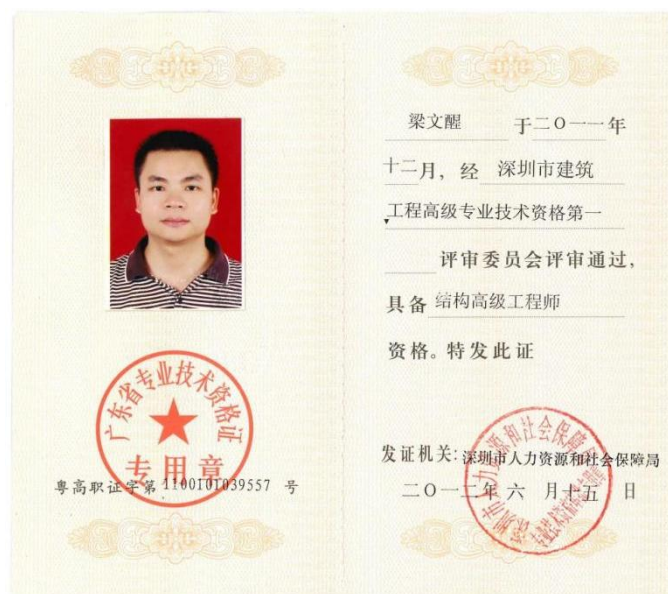 广东省专业技术资格证
专用章
粤高职证字第 1100101039557 号
梁文醒 于二〇一一年
十二月，经 深圳市建筑
工程高级专业技术资格第一
评审委员会评审通过，
具备 结构高级工程师
资格。特发此证
发证机关：深圳市人力资源和社会保障局
二〇一二年 六 月十五 日